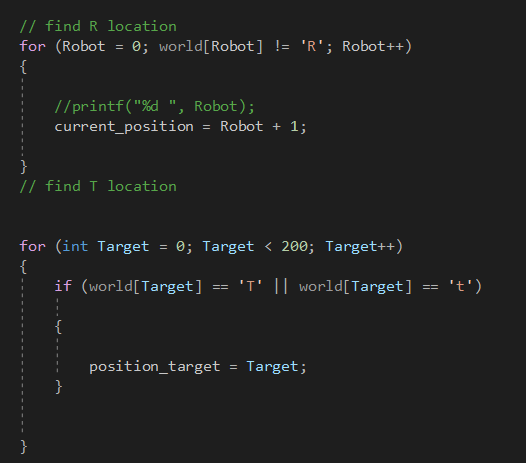 // find R location
for (Robot = 0; world[Robot] != 'R'; Robot++)
{
//printf("%d ", Robot);
current_position = Robot + 1;
}
// find T location
for (int Target = 0; Target < 200; Target++)
{
if (world[Target] == 'T' || world[Target] == 't')
{
position_target = Target;
}
}